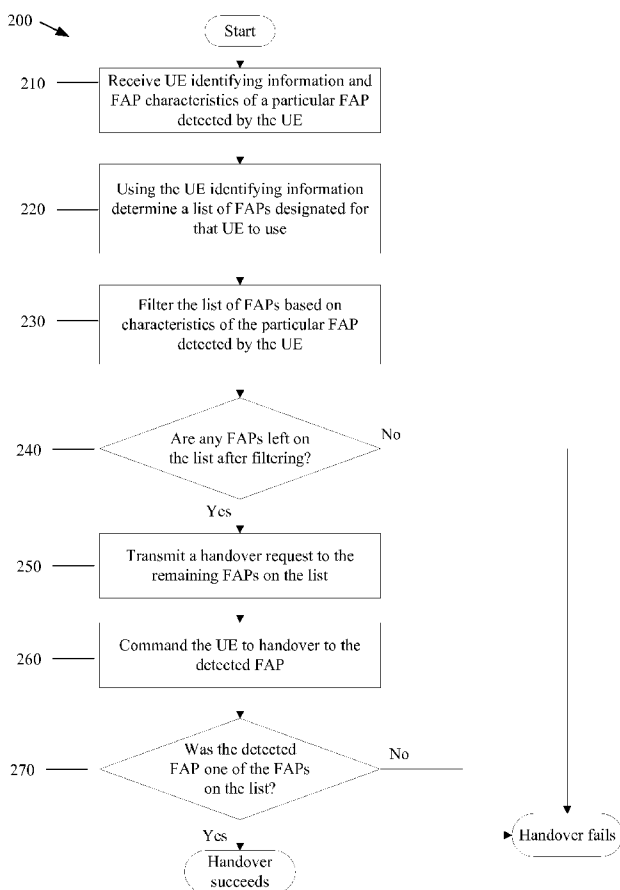 200
Start
210
Receive UE identifying information and
FAP characteristics of a particular FAP
detected by the UE
220
Using the UE identifying information
determine a list of FAPs designated for
that UE to use
230
Filter the list of FAPs based on
characteristics of the particular FAP
detected by the UE
240
Are any FAPs left on
the list after filtering?
No
Yes
250
Transmit a handover request to the
remaining FAPs on the list
260
Command the UE to handover to the
detected FAP
270
Was the detected
FAP one of the FAPs
on the list?
No
Yes
Handover fails
Handover
succeeds